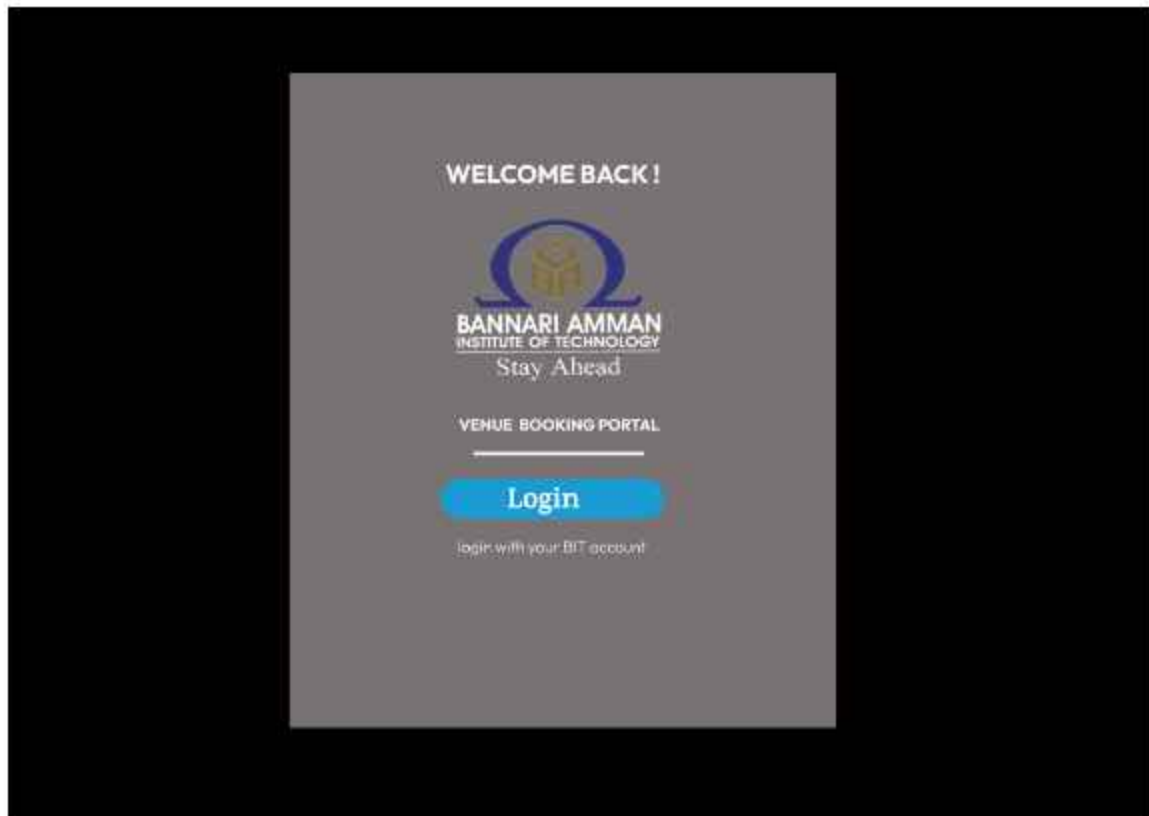 WELCOME BACK !
BANNARI AMMAN
INSTITUTE OF TECHNOLOGY
Stay Ahead
VENUE BOOKING PORTAL
Login
login with your BIT account